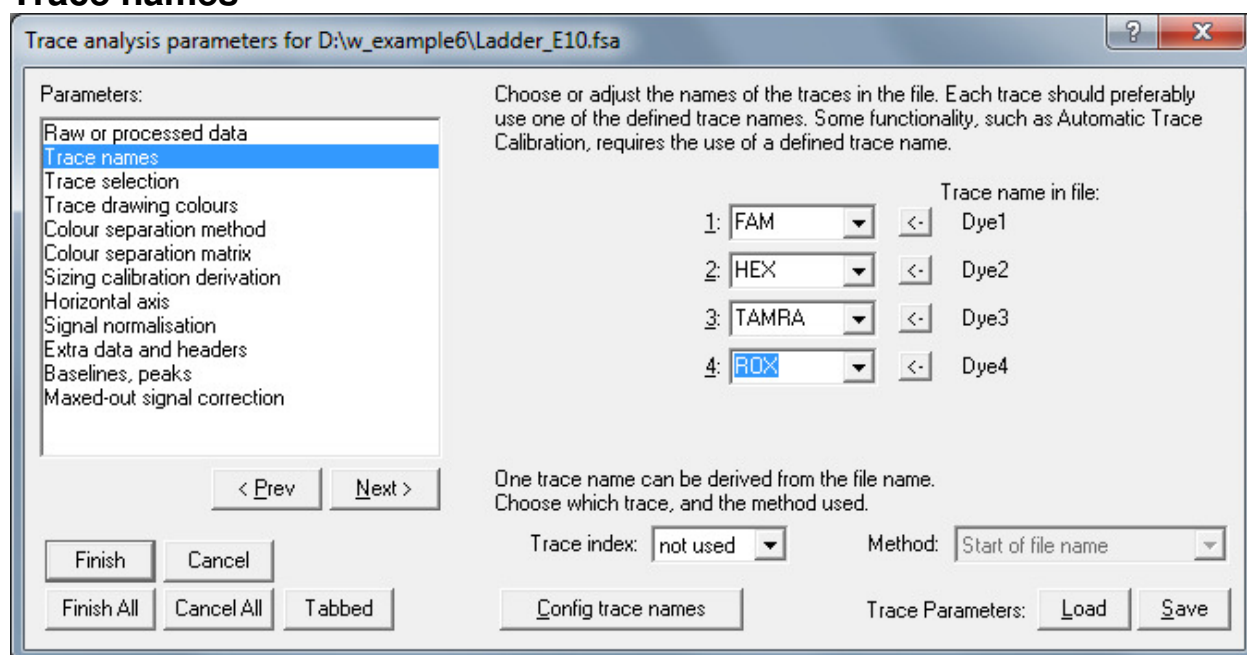 Trace names
Trace analysis parameters for D:\w_example6\Ladder_E10.fsa
Parameters:
Raw or processed data
Trace names
Trace selection
Trace drawing colours
Colour separation method
Colour separation matrix
Sizing calibration derivation
Horizontal axis
Signal normalisation
Extra data and headers
Baselines, peaks
Maxed-out signal correction
< Prev
Next >
Finish
Cancel
Finish All
Cancel All
Tabbed
Choose or adjust the names of the traces in the file. Each trace should preferably
use one of the defined trace names. Some functionality, such as Automatic Trace
Calibration, requires the use of a defined trace name.
Trace name in file:
1: FAM <- Dye1
2: HEX <- Dye2
3: TAMRA <- Dye3
4: ROX <- Dye4
One trace name can be derived from the file name.
Choose which trace, and the method used.
Trace index: not used Method: Start of file name
Config trace names Trace Parameters: Load Save